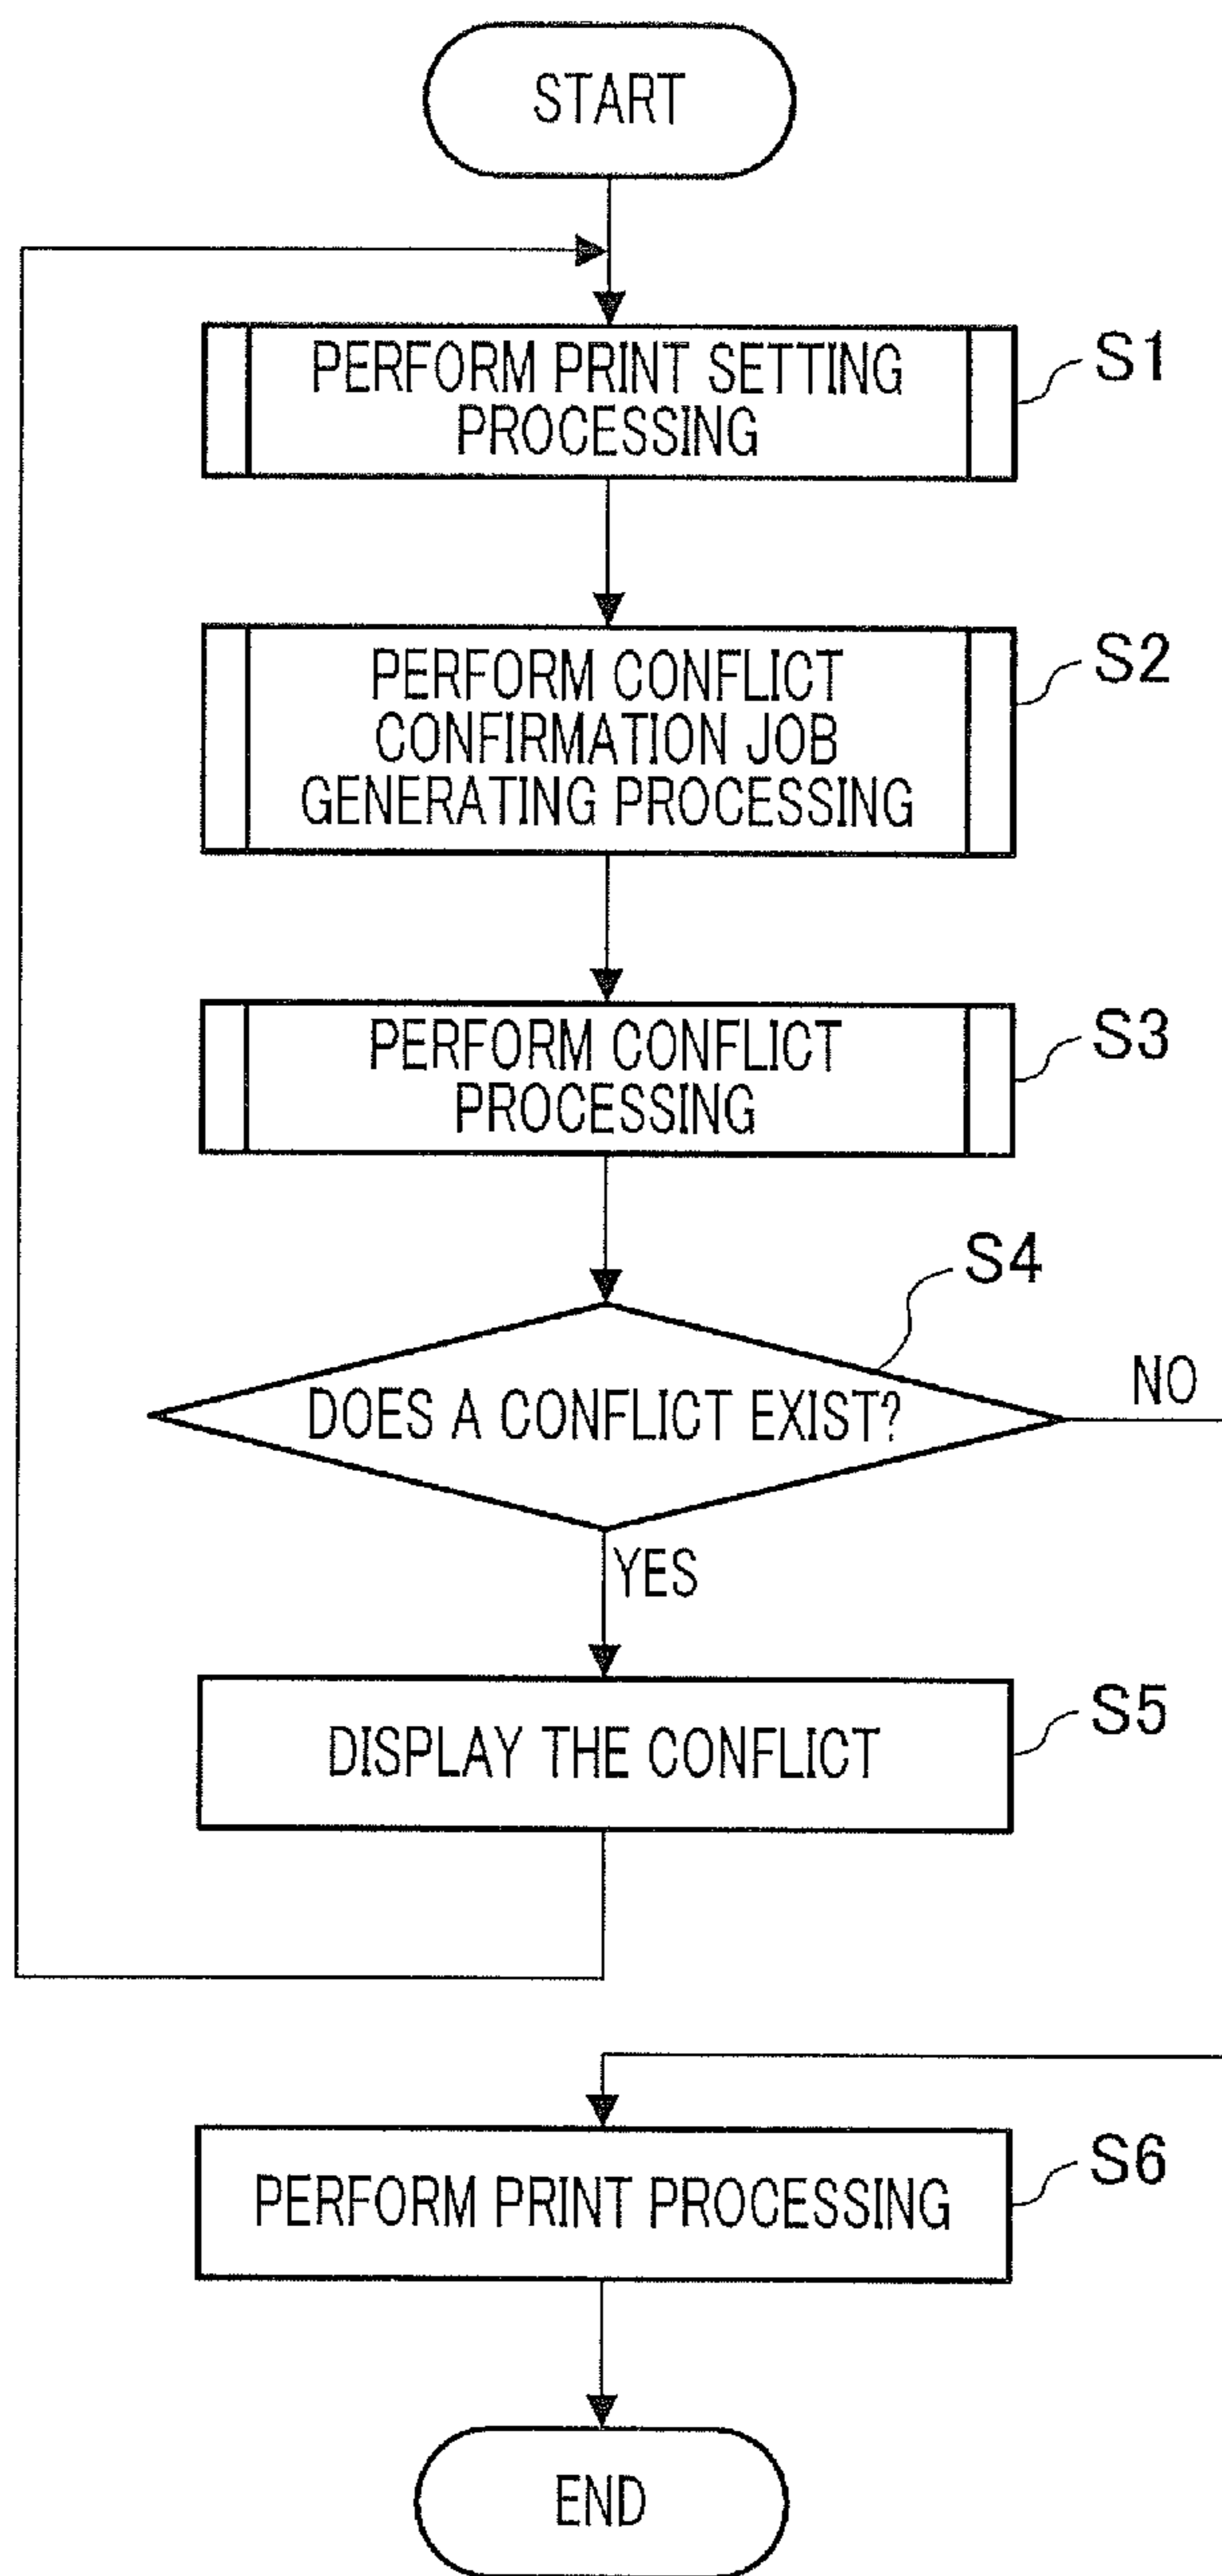 START
PERFORM PRINT SETTING
PROCESSING
S1
PERFORM CONFLICT
CONFIRMATION JOB
GENERATING PROCESSING
S2
PERFORM CONFLICT
PROCESSING
S3
S4
DOES A CONFLICT EXIST?
NO
YES
DISPLAY THE CONFLICT
S5
PERFORM PRINT PROCESSING
S6
END